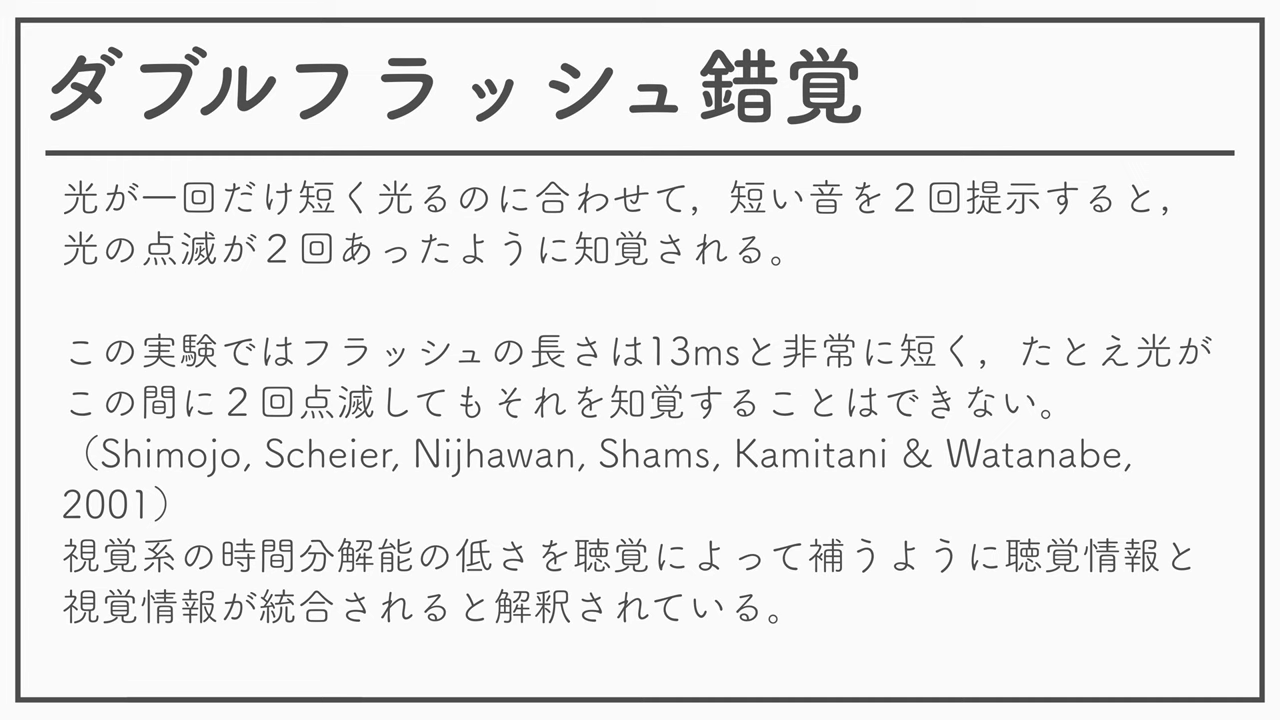 ダブルフラッシュ錯覚
光が一回だけ短く光るのに合わせて，短い音を２回提示すると，
光の点滅が２回あったように知覚される。
この実験ではフラッシュの長さは13msと非常に短く，たとえ光が
この間に２回点滅してもそれを知覚することはできない。
（Shimojo, Scheier, Nijhawan, Shams, Kamitani & Watanabe,
2001）
視覚系の時間分解能の低さを聴覚によって補うように聴覚情報と
視覚情報が統合されると解釈されている。